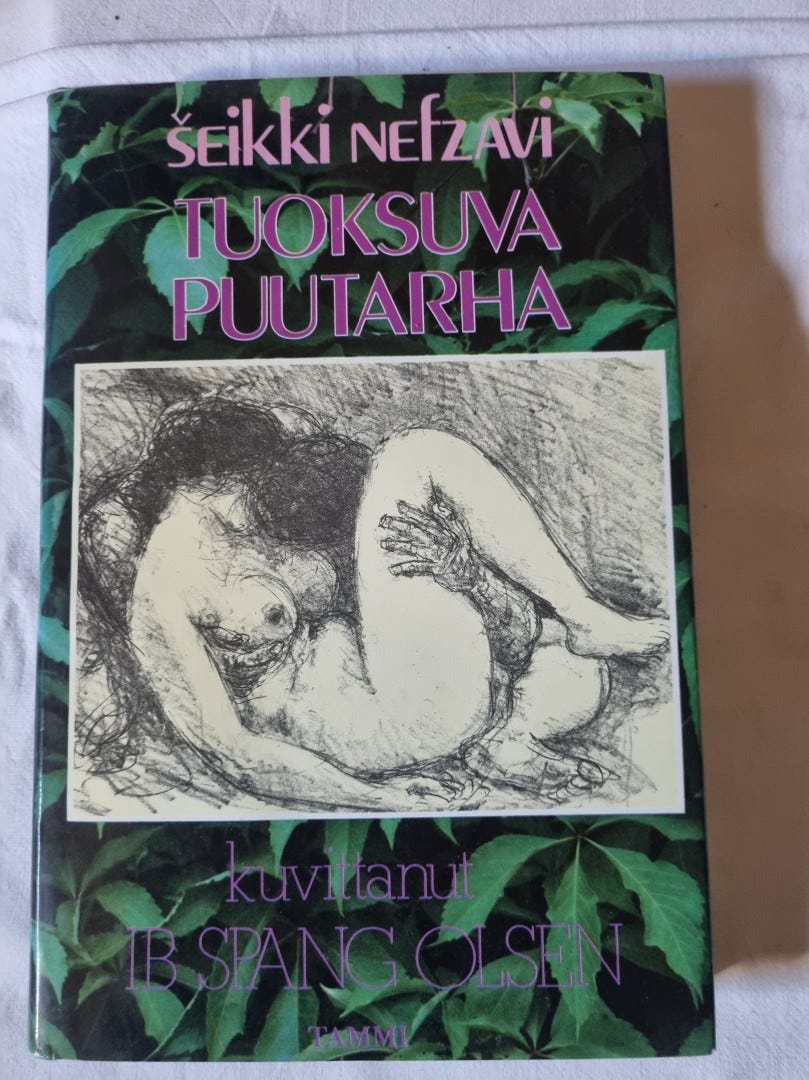 Šeikki Nefzavi
TUOKSUVA
PUUTARHA
kuvittanut
IB SPANG OLSEN
TAMMI